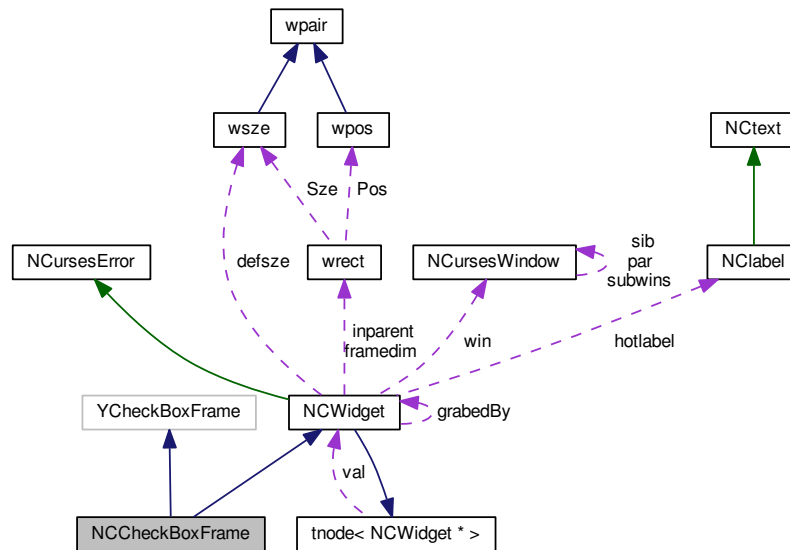 wpair
wsze
wpos
NCtext
Sze
Pos
NCursesError
defsze
wrect
NCursesWindow
sib
par
subwins
NClabel
inparent
framedim
win
hotlabel
YCheckBoxFrame
NCWidget
grabedBy
val
NCCheckBoxFrame
tnode< NCWidget * >